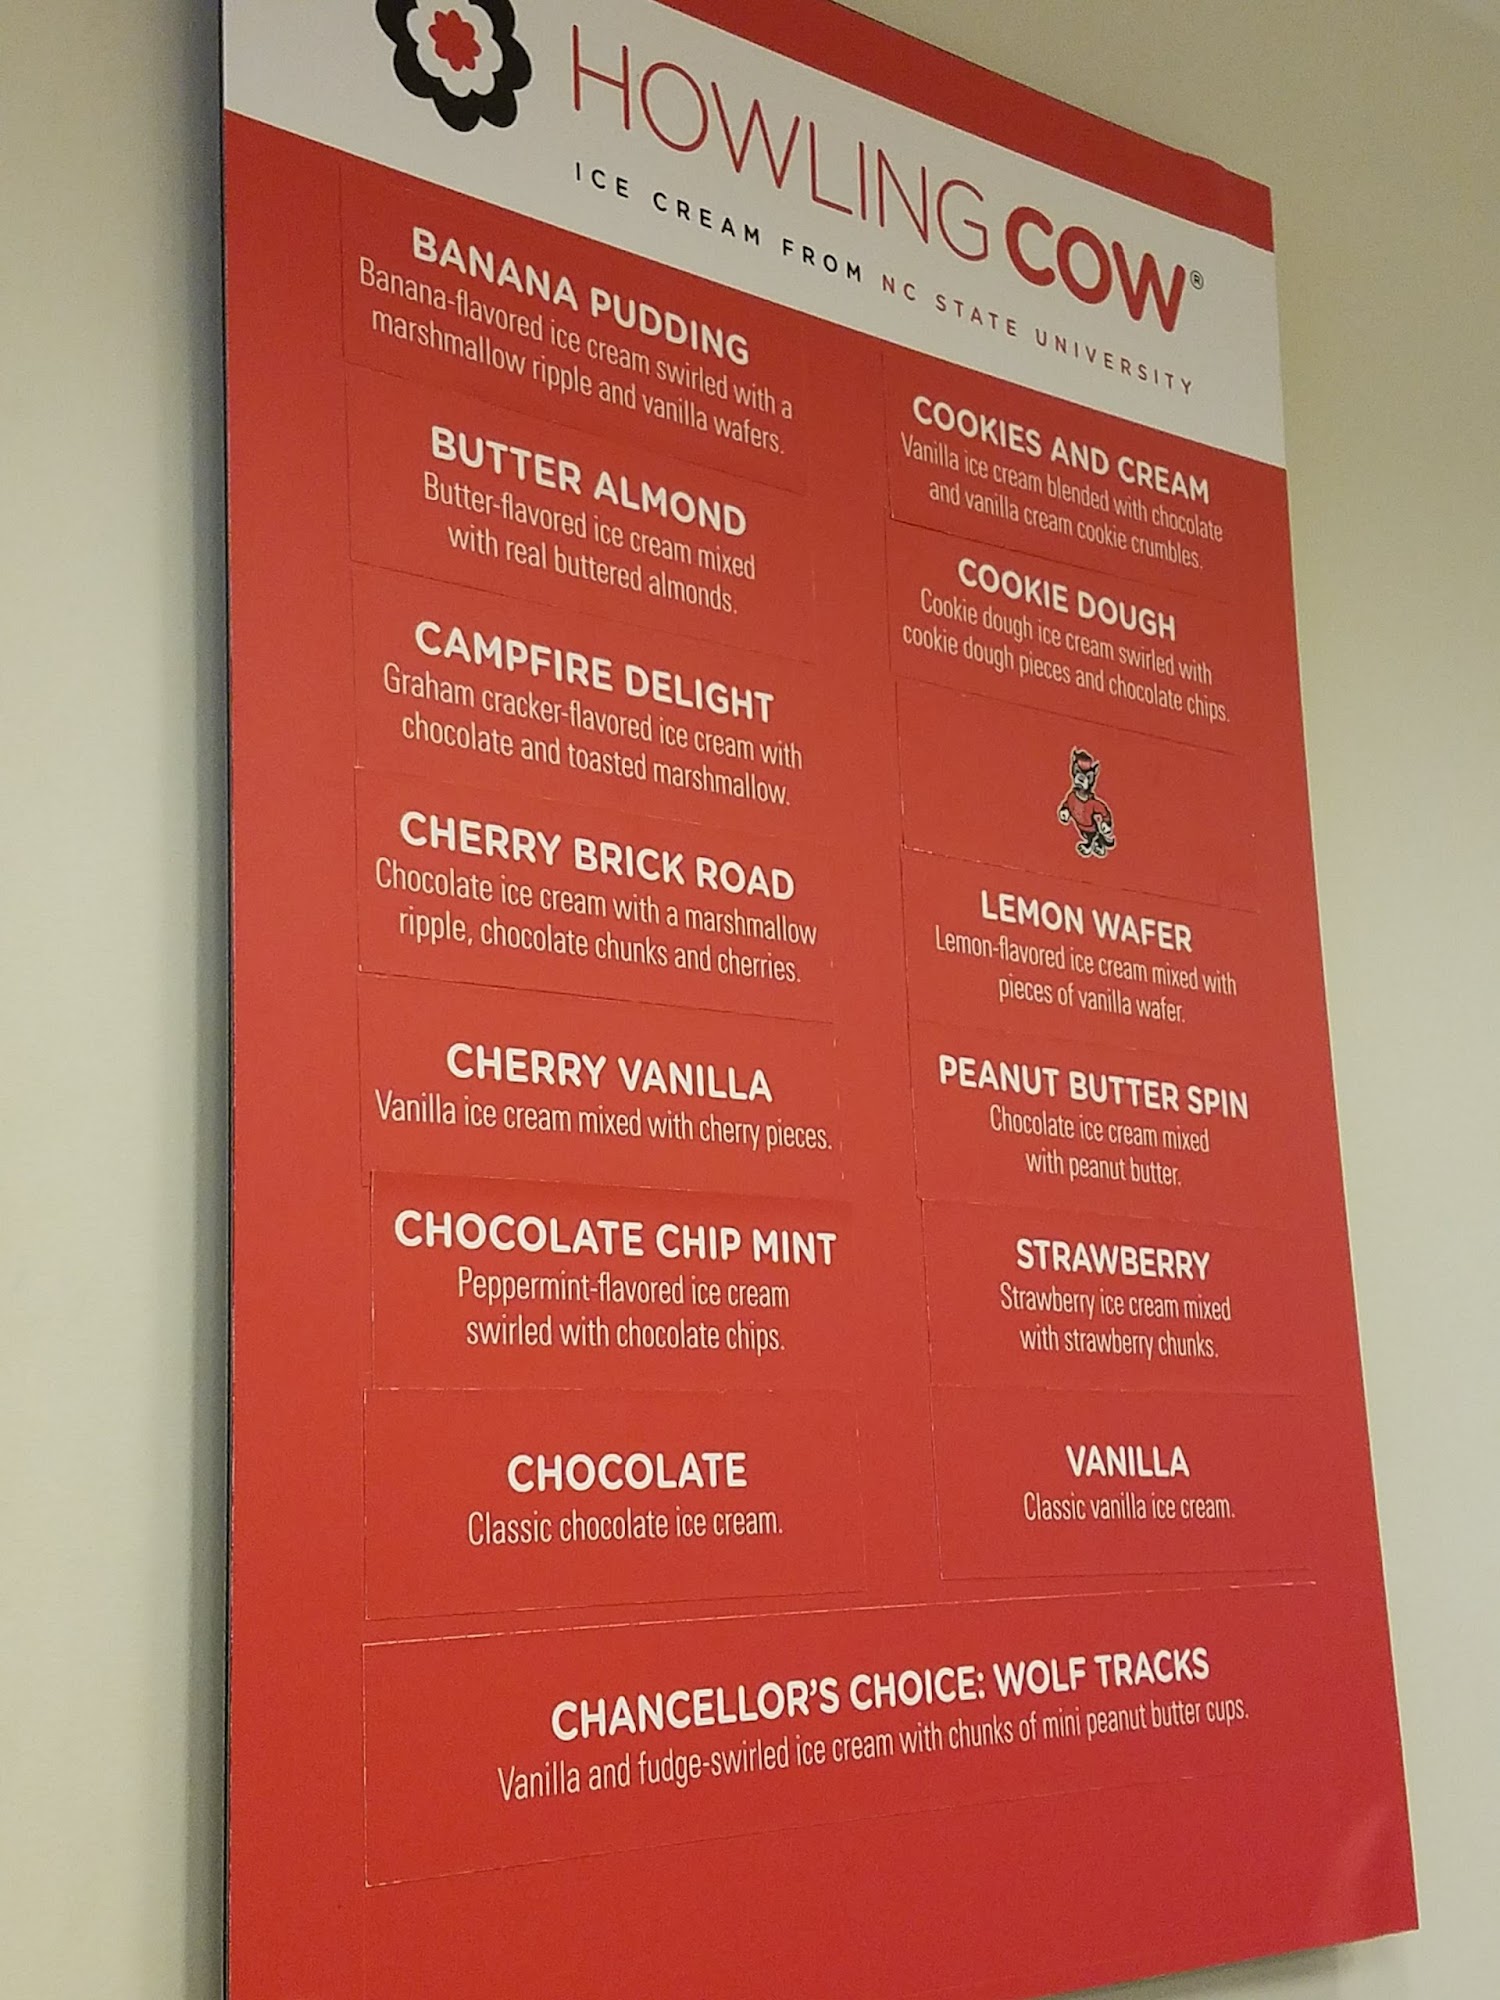 HOWLING COW®
ICE CREAM FROM NC STATE UNIVERSITY
BANANA PUDDING
Banana-flavored ice cream swirled with a
marshmallow ripple and vanilla wafers.
BUTTER ALMOND
Butter-flavored ice cream mixed
with real buttered almonds.
CAMPFIRE DELIGHT
Graham cracker-flavored ice cream with
chocolate and toasted marshmallow.
CHERRY BRICK ROAD
Chocolate ice cream with a marshmallow
ripple, chocolate chunks and cherries.
CHERRY VANILLA
Vanilla ice cream mixed with cherry pieces.
CHOCOLATE CHIP MINT
Peppermint-flavored ice cream
swirled with chocolate chips.
CHOCOLATE
Classic chocolate ice cream.
COOKIES AND CREAM
Vanilla ice cream blended with chocolate
and vanilla cream cookie crumbles.
COOKIE DOUGH
Cookie dough ice cream swirled with
cookie dough pieces and chocolate chips.
LEMON WAFER
Lemon-flavored ice cream mixed with
pieces of vanilla wafer.
PEANUT BUTTER SPIN
Chocolate ice cream mixed
with peanut butter.
STRAWBERRY
Strawberry ice cream mixed
with strawberry chunks.
VANILLA
Classic vanilla ice cream.
CHANCELLOR'S CHOICE: WOLF TRACKS
Vanilla and fudge-swirled ice cream with chunks of mini peanut butter cups.